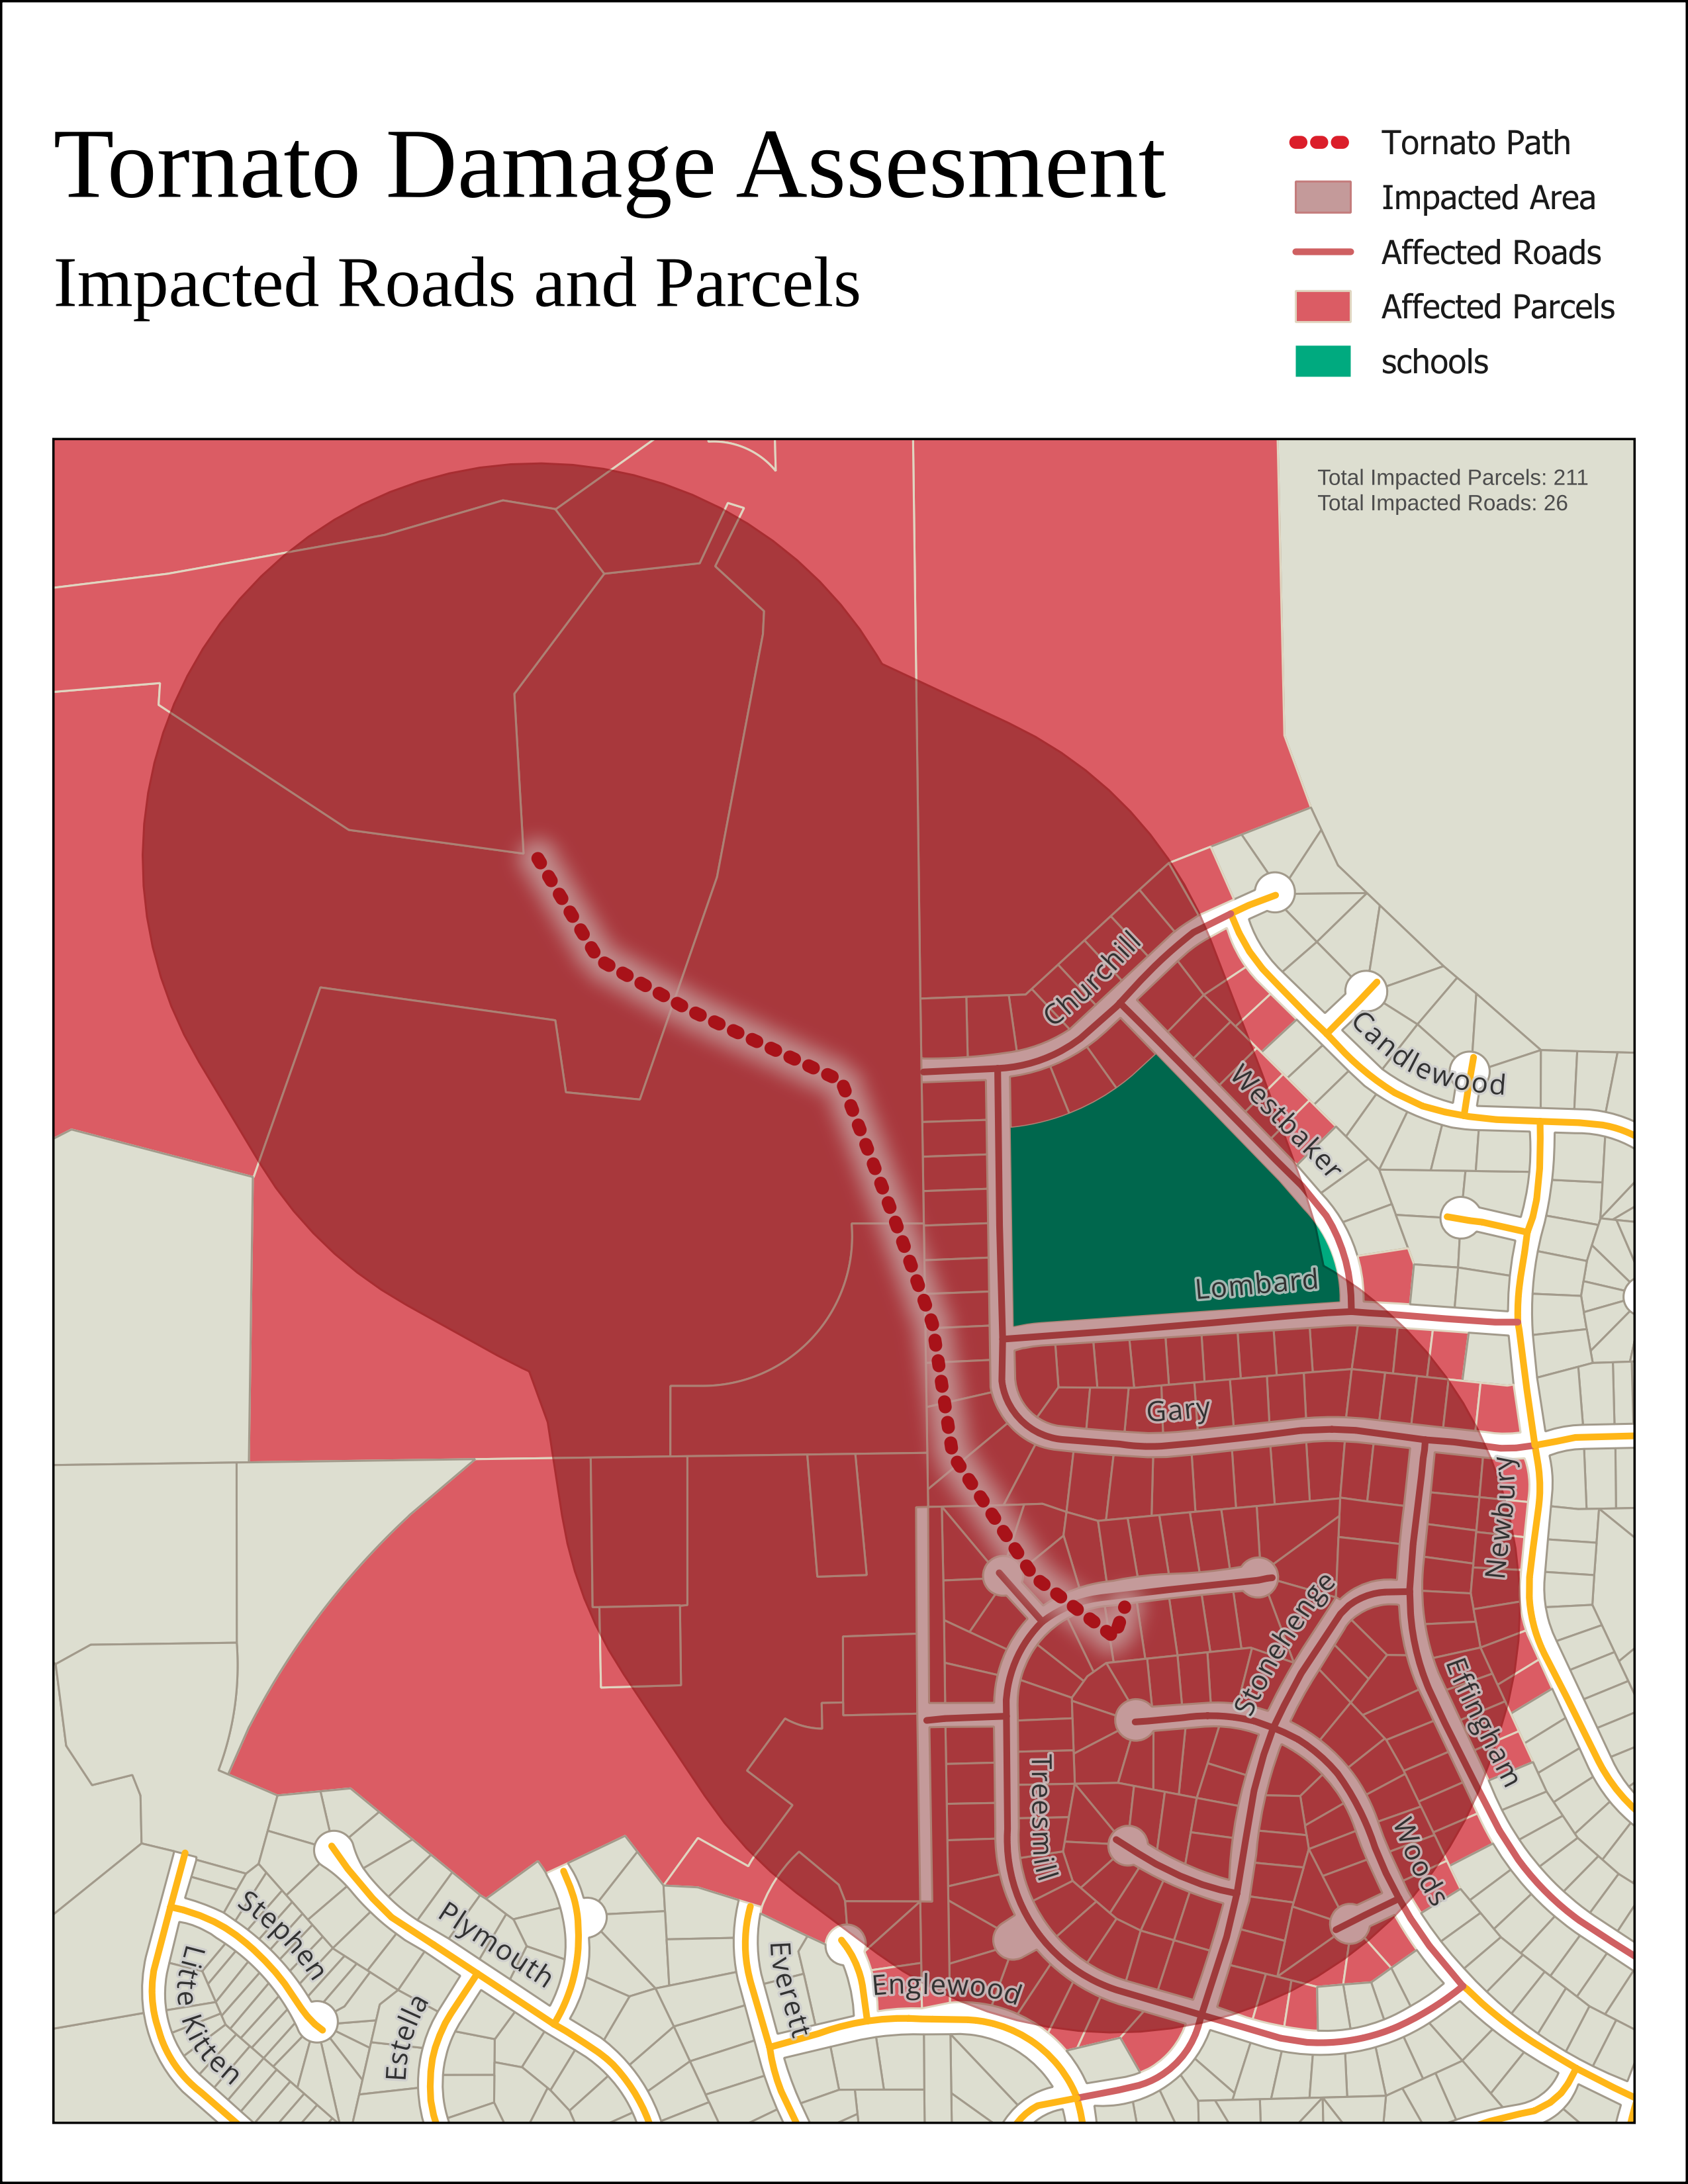 Tornato Damage Assesment
Impacted Roads and Parcels
Tornato Path
Impacted Area
Affected Roads
Affected Parcels
schools
Total Impacted Parcels: 211
Total Impacted Roads: 26
Churchill
Candlewood
Westbaker
Lombard
Gary
Newbury
Stonehenge
Effingham
Treesmill
Woods
Stephen
Plymouth
Little Kitten
Estella
Everett
Englewood